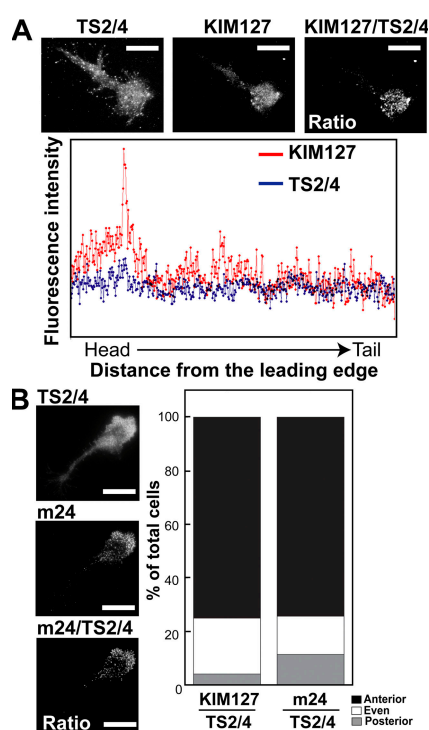 A
TS2/4 KIM127 KIM127/TS2/4
Ratio
Fluorescence intensity
KIM127
TS2/4
Head Tail
Distance from the leading edge
B
TS2/4
m24
m24/TS2/4
Ratio
% of total cells
100
80
60
40
20
0
KIM127 m24
TS2/4 TS2/4
Anterior
Even
Posterior